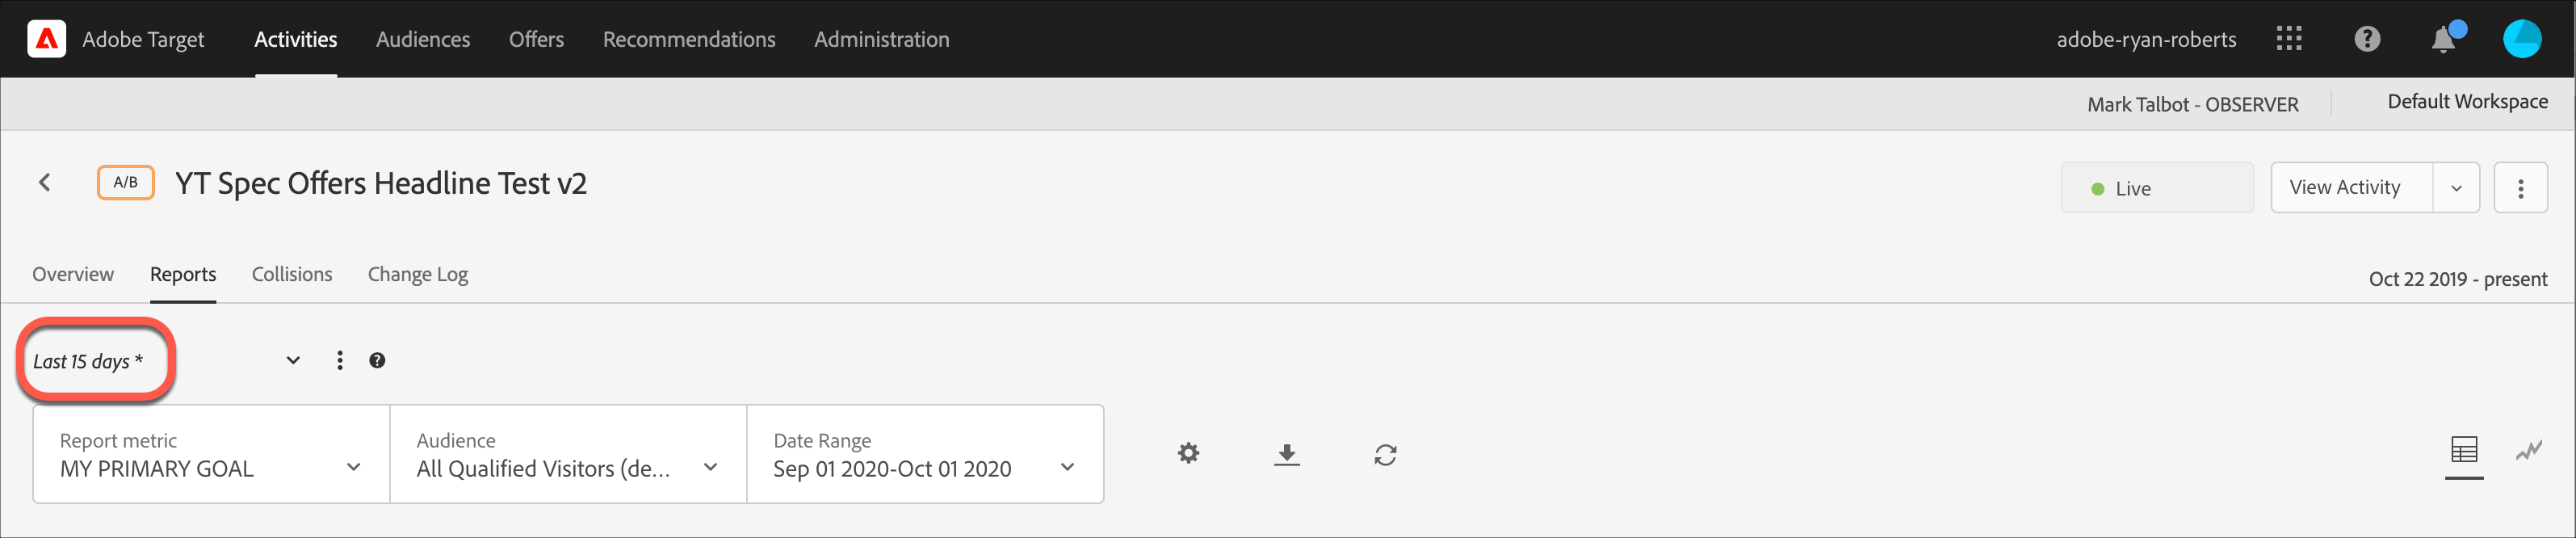 Adobe Target Activities Audiences Offers Recommendations Administration adobe-ryan-roberts
Mark Talbot - OBSERVER Default Workspace
A/B YT Spec Offers Headline Test v2 Live View Activity
Overview Reports Collisions Change Log Oct 22 2019 - present
Last 15 days *
Report metric Audience Date Range
MY PRIMARY GOAL All Qualified Visitors (de... Sep 01 2020-Oct 01 2020